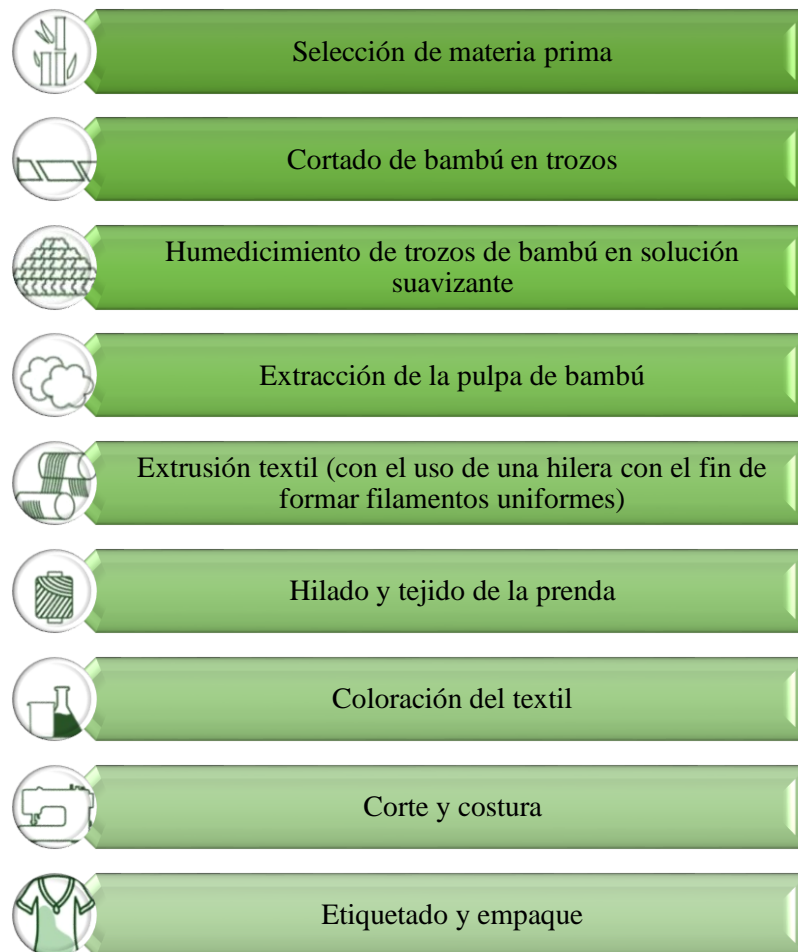 Selección de materia prima
Cortado de bambú en trozos
Humedicimiento de trozos de bambú en solución
suavizante
Extracción de la pulpa de bambú
Extrusión textil (con el uso de una hilera con el fin de
formar filamentos uniformes)
Hilado y tejido de la prenda
Coloración del textil
Corte y costura
Etiquetado y empaque